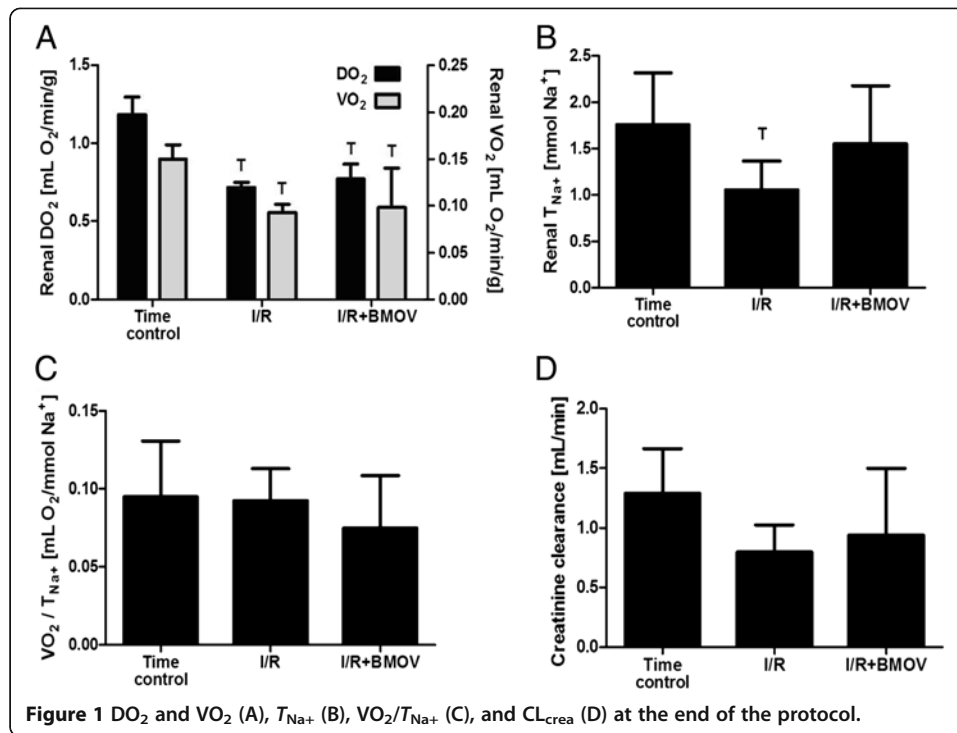 A
Renal DO₂ [mL O₂/min/g]
1.5
1.0
0.5
0.0
DO₂
VO₂
0.25
0.20
0.15
0.10
0.05
0.00
Renal VO₂ [mL O₂/min/g]
T
T
T
T
Time control
I/R
I/R+BMOV
B
Renal T_Na+ [mmol Na⁺]
2.5
2.0
1.5
1.0
0.5
0.0
T
Time control
I/R
I/R+BMOV
C
VO₂ / T_Na+ [mL O₂/mmol Na⁺]
0.15
0.10
0.05
0.00
Time control
I/R
I/R+BMOV
D
Creatinine clearance [mL/min]
2.0
1.5
1.0
0.5
0.0
Time control
I/R
I/R+BMOV
Figure 1 DO₂ and VO₂ (A), T_Na+ (B), VO₂/T_Na+ (C), and CL_crea (D) at the end of the protocol.